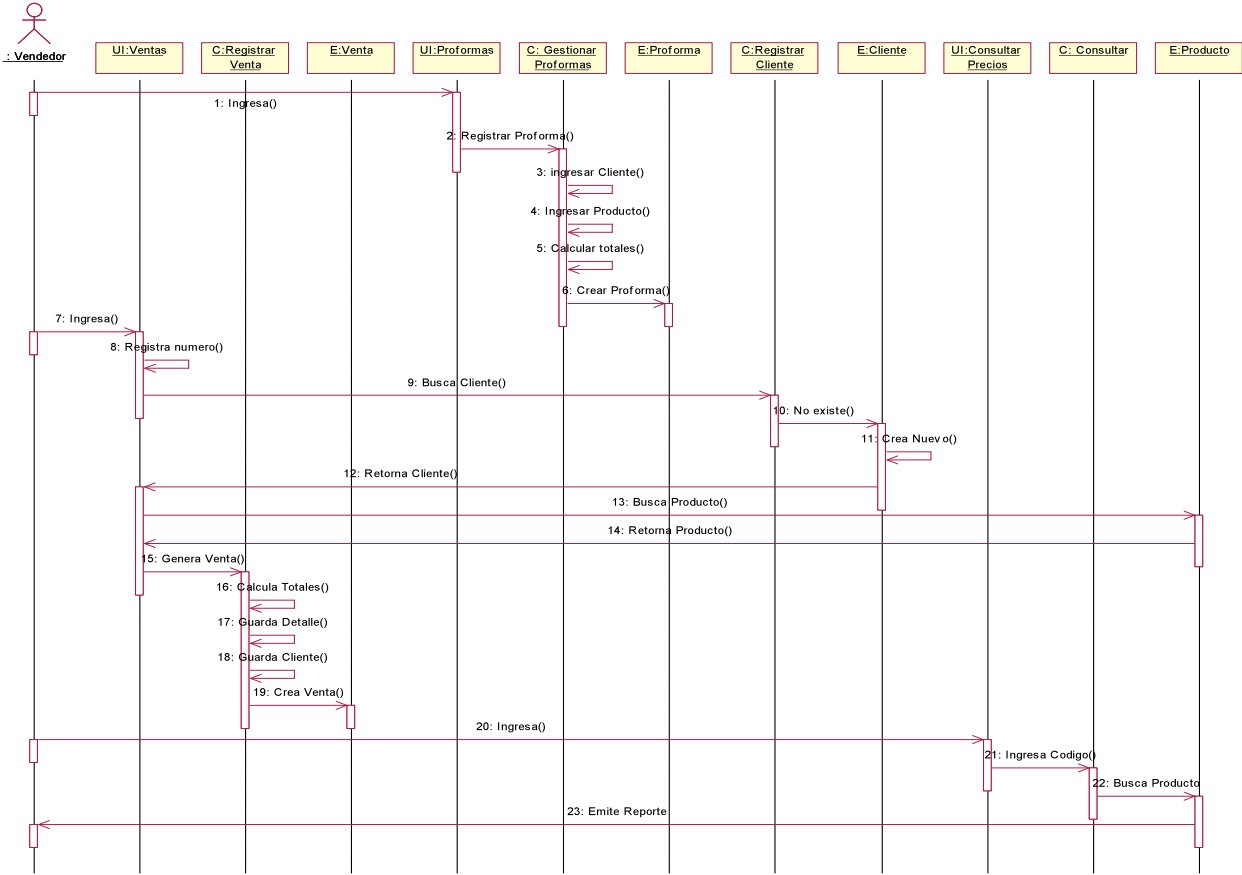 : Vendedor
UI:Ventas
C:Registrar
Venta
E:Venta
UI:Proformas
C: Gestionar
Proformas
E:Proforma
C:Registrar
Cliente
E:Cliente
UI:Consultar
Precios
C: Consultar
E:Producto
1: Ingresa()
2: Registrar Proforma()
3: ingresar Cliente()
4: Ingresar Producto()
5: Calcular totales()
6: Crear Proforma()
7: Ingresa()
8: Registra numero()
9: Busca Cliente()
10: No existe()
11: Crea Nuevo()
12: Retorna Cliente()
13: Busca Producto()
14: Retorna Producto()
15: Genera Venta()
16: Calcula Totales()
17: Guarda Detalle()
18: Guarda Cliente()
19: Crea Venta()
20: Ingresa()
21: Ingresa Codigo()
22: Busca Producto
23: Emite Reporte